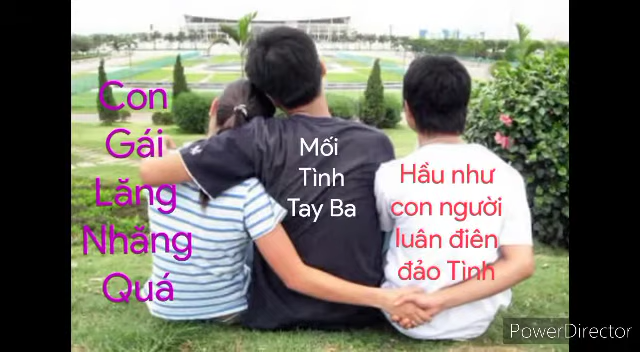 Con
Gái
Lăng
Nhăng
Quá
Mối
Tình
Tay Ba
Hầu như
con người
luân điên
đảo Tình
PowerDirector